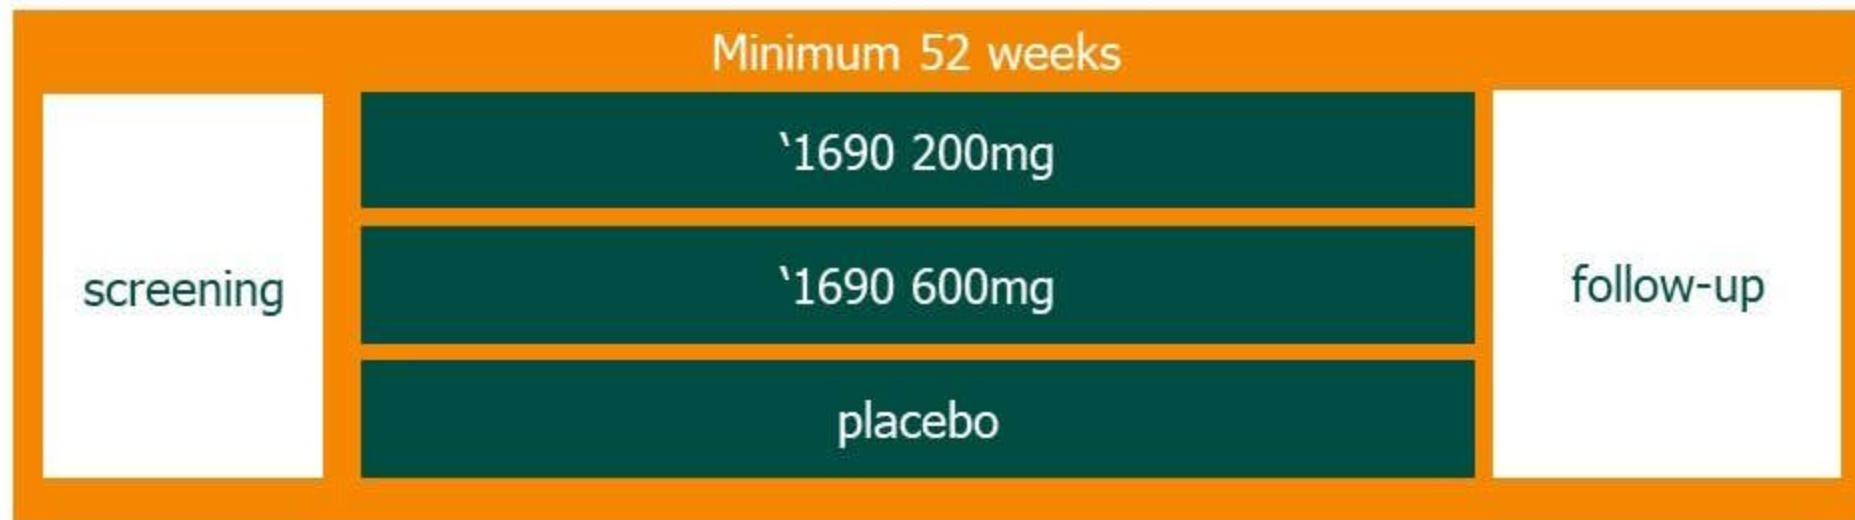 Minimum 52 weeks
screening
‛1690 200mg
‛1690 600mg
placebo
follow-up